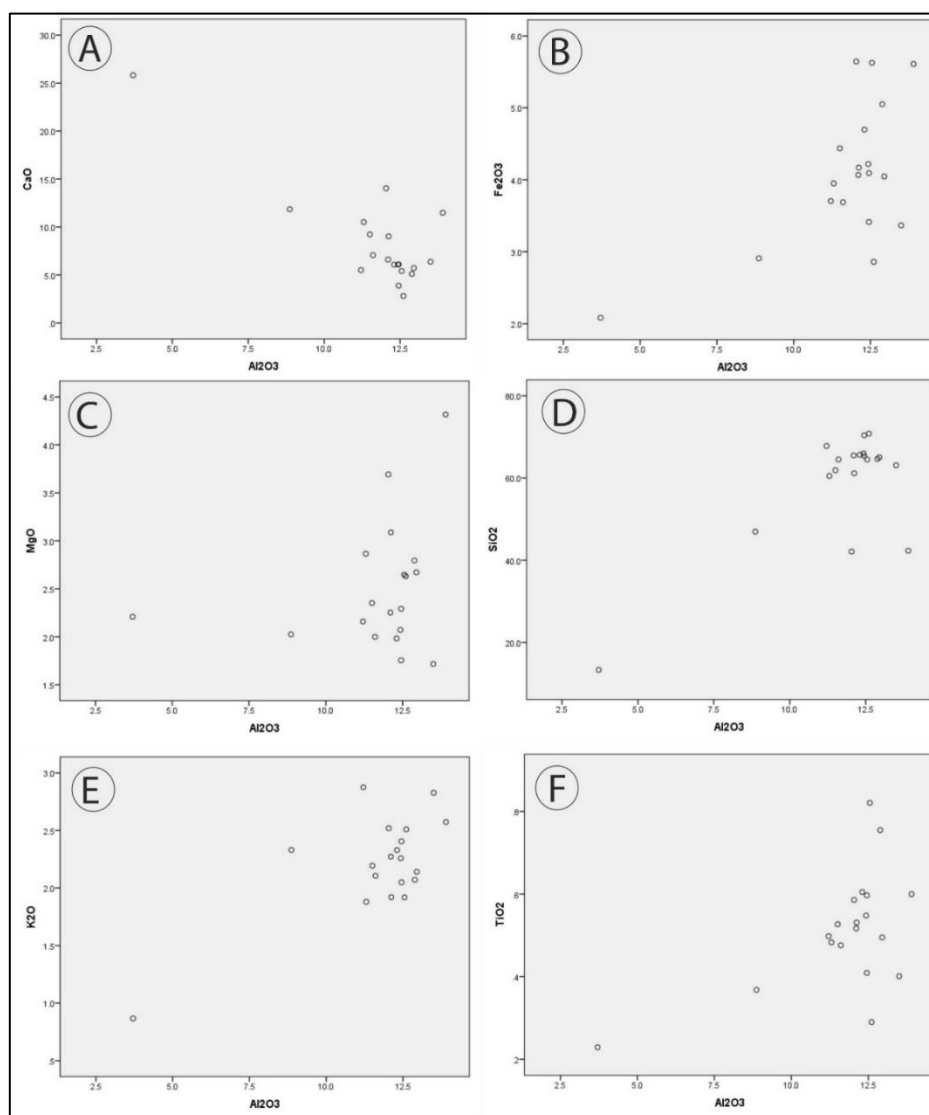 A
30.0
25.0
20.0
15.0
10.0
5.0
.0
CaO
2.5 5.0 7.5 10.0 12.5
Al2O3
B
6.0
5.0
4.0
3.0
2.0
Fe2O3
2.5 5.0 7.5 10.0 12.5
Al2O3
C
4.5
4.0
3.5
3.0
2.5
2.0
1.5
MgO
2.5 5.0 7.5 10.0 12.5
Al2O3
D
80.0
60.0
40.0
20.0
SiO2
2.5 5.0 7.5 10.0 12.5
Al2O3
E
3.0
2.5
2.0
1.5
1.0
.5
K2O
2.5 5.0 7.5 10.0 12.5
Al2O3
F
.8
.6
.4
.2
TiO2
2.5 5.0 7.5 10.0 12.5
Al2O3